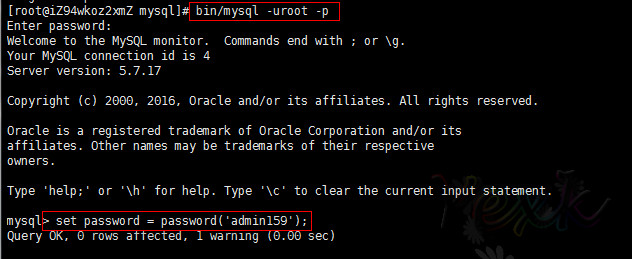 [root@iZ94wkoz2xmZ mysql]# bin/mysql -uroot -p
Enter password:
Welcome to the MySQL monitor.  Commands end with ; or \g.
Your MySQL connection id is 4
Server version: 5.7.17
Copyright (c) 2000, 2016, Oracle and/or its affiliates. All rights reserved.
Oracle is a registered trademark of Oracle Corporation and/or its
affiliates. Other names may be trademarks of their respective
owners.
Type 'help;' or '\h' for help. Type '\c' to clear the current input statement.
mysql> set password = password('admin159');
Query OK, 0 rows affected, 1 warning (0.00 sec)